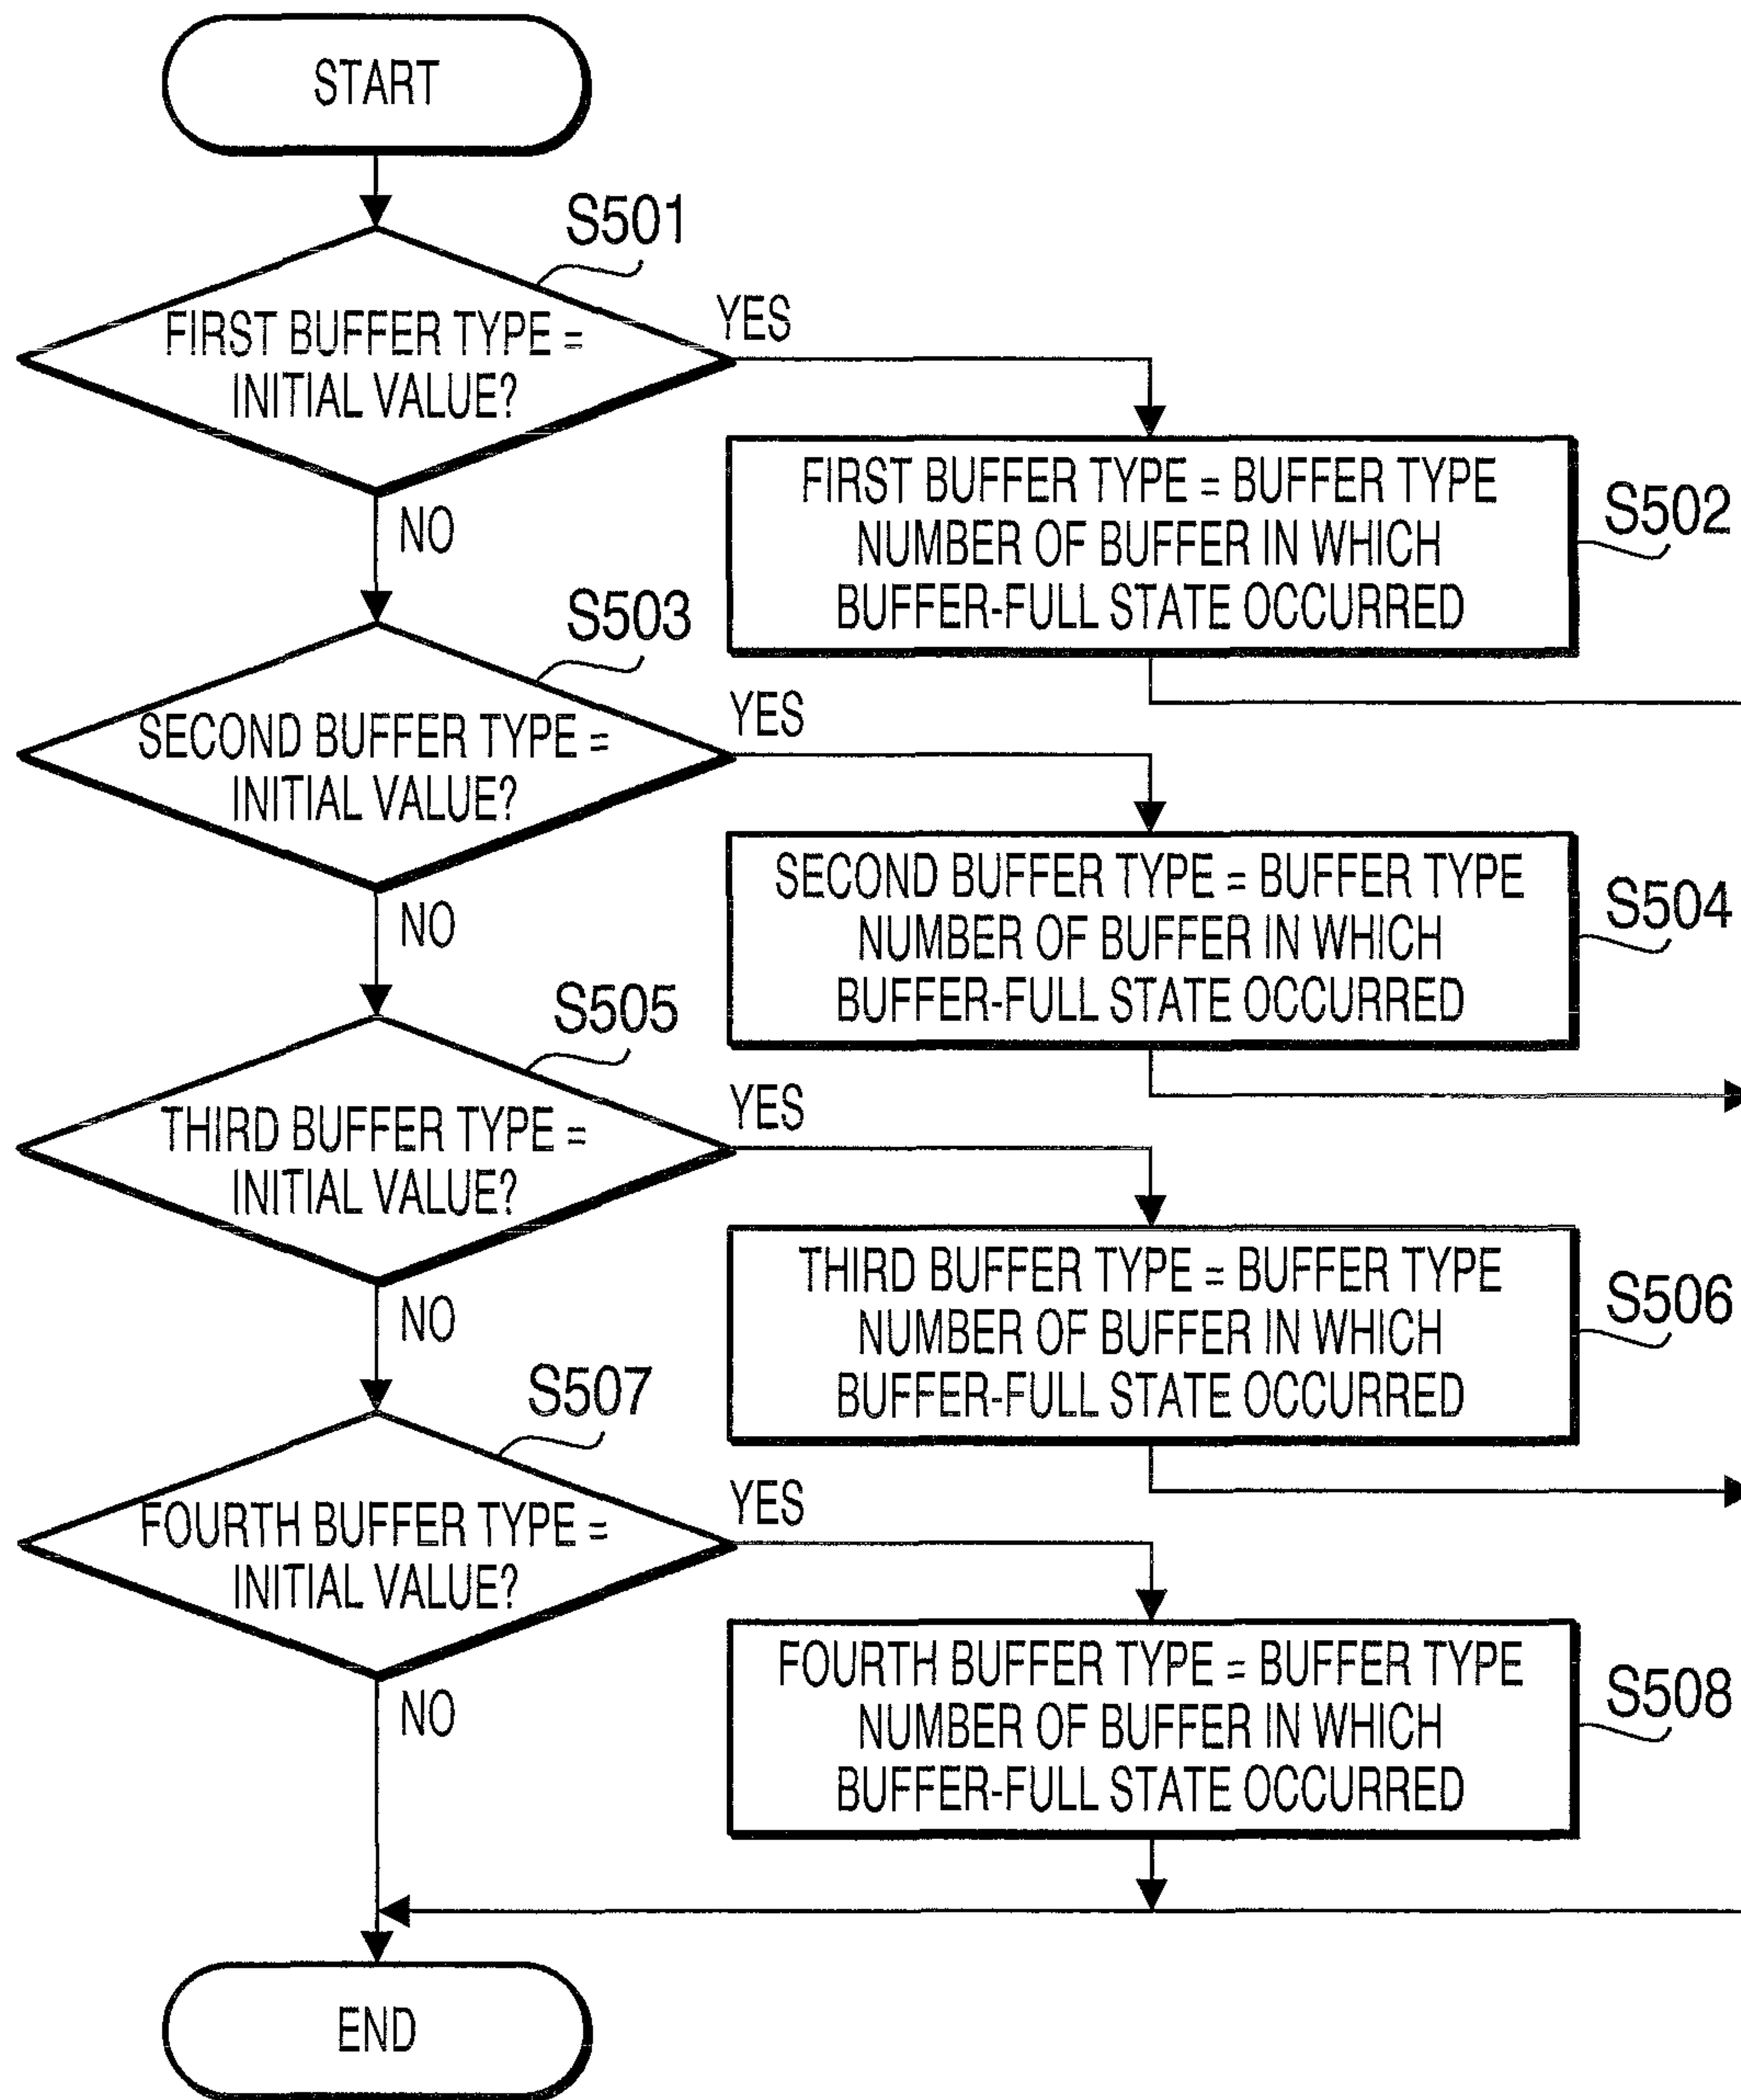 START
S501
FIRST BUFFER TYPE =
INITIAL VALUE?
YES
NO
FIRST BUFFER TYPE = BUFFER TYPE
NUMBER OF BUFFER IN WHICH
BUFFER-FULL STATE OCCURRED
S502
S503
SECOND BUFFER TYPE =
INITIAL VALUE?
YES
NO
SECOND BUFFER TYPE = BUFFER TYPE
NUMBER OF BUFFER IN WHICH
BUFFER-FULL STATE OCCURRED
S504
S505
THIRD BUFFER TYPE =
INITIAL VALUE?
YES
NO
THIRD BUFFER TYPE = BUFFER TYPE
NUMBER OF BUFFER IN WHICH
BUFFER-FULL STATE OCCURRED
S506
S507
FOURTH BUFFER TYPE =
INITIAL VALUE?
YES
NO
FOURTH BUFFER TYPE = BUFFER TYPE
NUMBER OF BUFFER IN WHICH
BUFFER-FULL STATE OCCURRED
S508
END